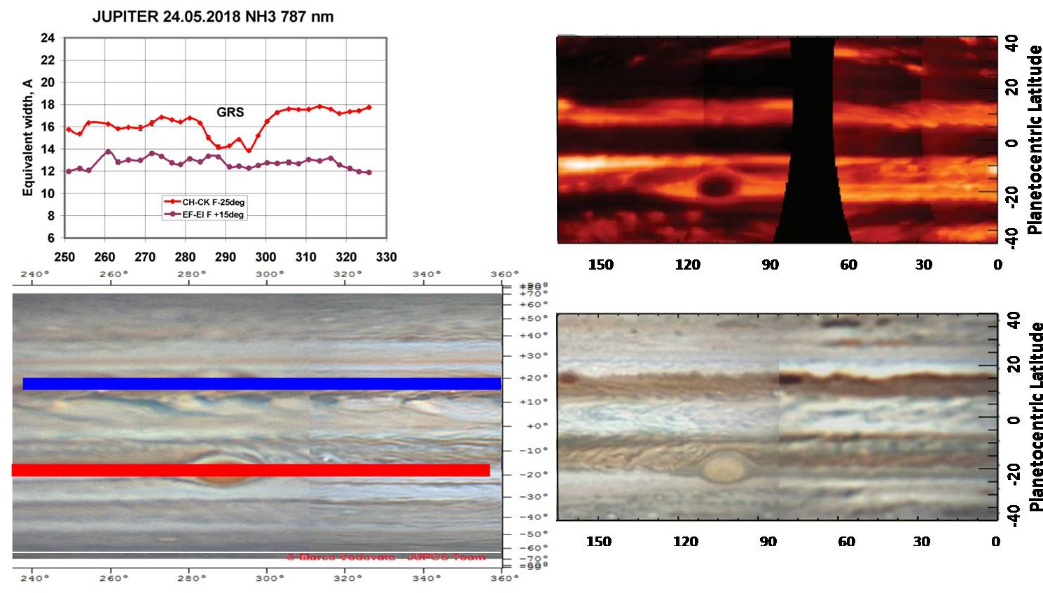 JUPITER 24.05.2018 NH3 787 nm
Equivalent width, A
24
22
20
18
16
14
12
10
8
6
GRS
CH-CK F-25deg
EF-EI F +15deg
250 260 270 280 290 300 310 320 330
240° 260° 280° 300° 320° 340° 360°
+70°
+60°
+50°
+40°
+30°
+20°
+10°
+0°
-10°
-20°
-30°
-40°
-50°
-60°
-70°
© Marco Vedovato - JUPOS Team
240° 260° 280° 300° 320° 340° 360°
40
20
0
-20
-40
Planetocentric Latitude
150 120 90 60 30 0
40
20
0
-20
-40
Planetocentric Latitude
150 120 90 60 30 0